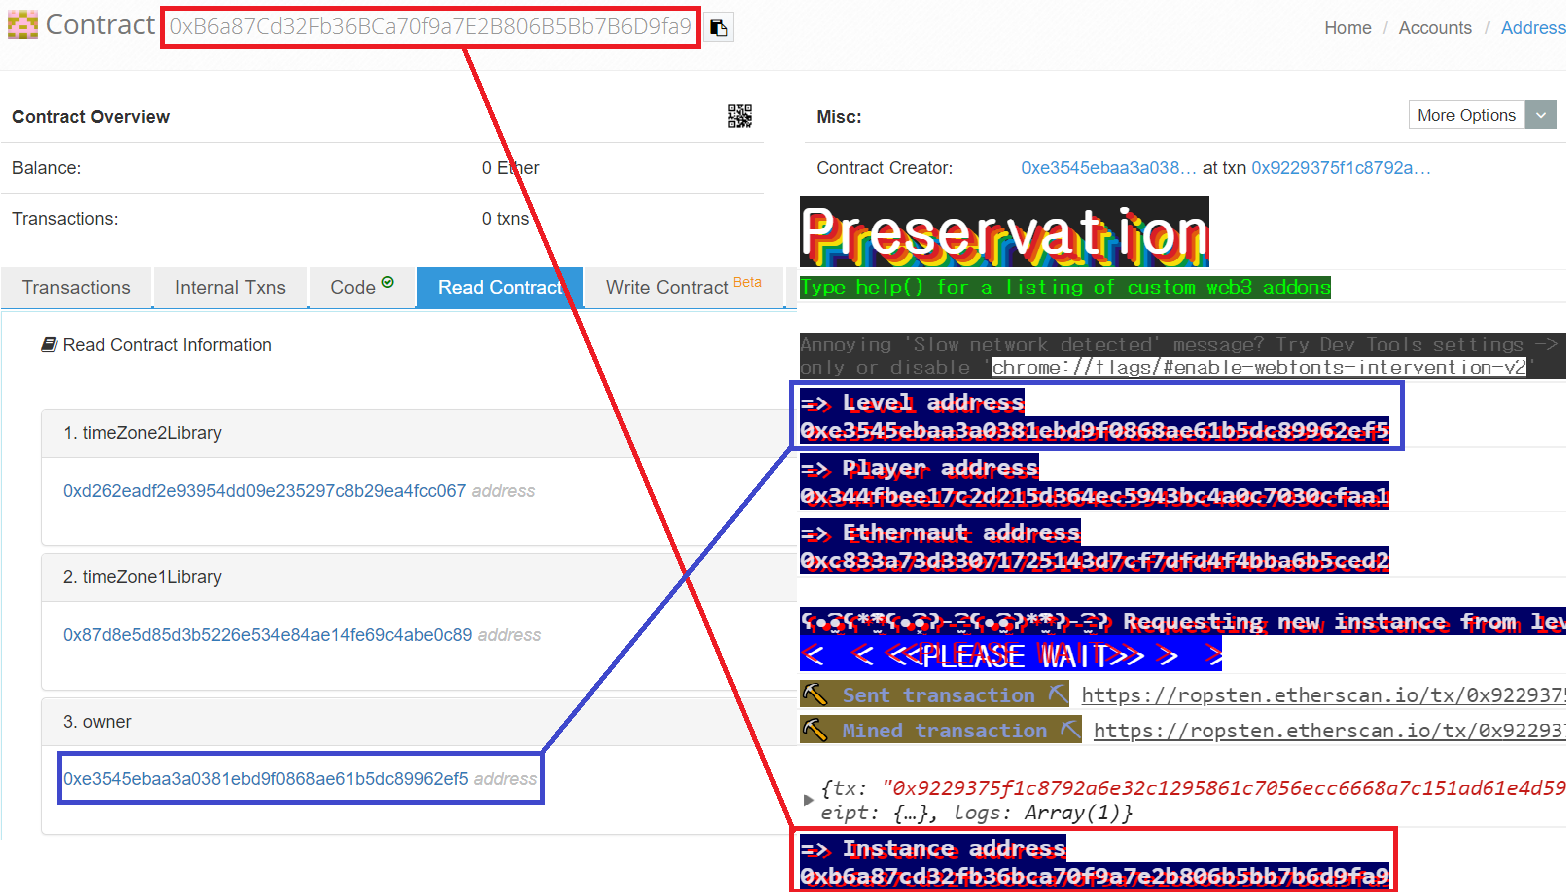 Contract 0xB6a87Cd32Fb36BCa70f9a7E2B806B5Bb7B6D9fa9
Home / Accounts / Address
Contract Overview
Balance: 0 Ether
Transactions: 0 txns
Misc:
More Options
Contract Creator: 0xe3545ebaa3a038… at txn 0x9229375f1c8792a…
Transactions
Internal Txns
Code
Read Contract
Write Contract Beta
Read Contract Information
1. timeZone2Library
0xd262eadf2e93954dd09e235297c8b29ea4fcc067 address
2. timeZone1Library
0x87d8e5d85d3b5226e534e84ae14fe69c4abe0c89 address
3. owner
0xe3545ebaa3a0381ebd9f0868ae61b5dc89962ef5 address
Preservation
Type help() for a listing of custom web3 addons
Annoying 'Slow network detected' message? Try Dev Tools settings ->
only or disable 'chrome://flags/#enable-webfonts-intervention-v2'
=> Level address
0xe3545ebaa3a0381ebd9f0868ae61b5dc89962ef5
=> Player address
0x344fbee17c2d215d364ec5943bc4a0c7030cfaa1
=> Ethernaut address
0xc833a73d33071725143d7cf7dfd4f4bba6b5ced2
Requesting new instance from lev
< < <<PLEASE WAIT>> > >
Sent transaction https://ropsten.etherscan.io/tx/0x9229375
Mined transaction https://ropsten.etherscan.io/tx/0x92293
{tx: "0x9229375f1c8792a6e32c1295861c7056ecc6668a7c151ad61e4d59
eipt: {…}, logs: Array(1)}
=> Instance address
0xb6a87cd32fb36bca70f9a7e2b806b5bb7b6d9fa9